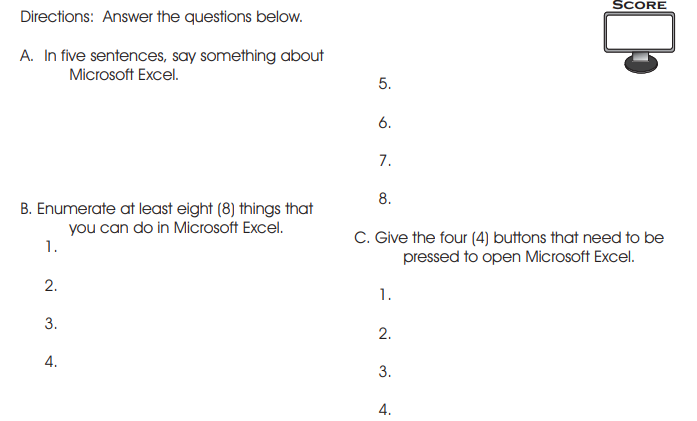 SCORE
Directions: Answer the questions below.
A. In five sentences, say something about
Microsoft Excel.
B. Enumerate at least eight (8) things that
you can do in Microsoft Excel.
1.
2.
3.
4.
5.
6.
7.
8.
C. Give the four (4) buttons that need to be
pressed to open Microsoft Excel.
1.
2.
3.
4.